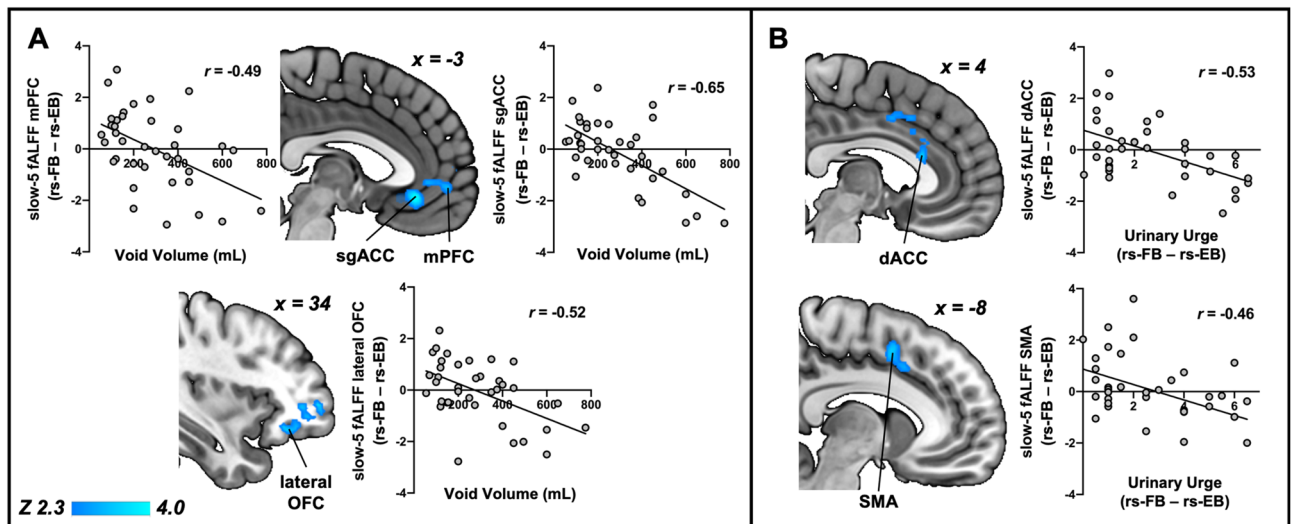 A
slow-5 fALFF mPFC
(rs-FB – rs-EB)
4
2
0
-2
-4
200
400
600
800
r = -0.49
Void Volume (mL)
x = -3
sgACC
mPFC
slow-5 fALFF sgACC
(rs-FB – rs-EB)
4
2
0
-2
-4
200
400
600
800
r = -0.65
Void Volume (mL)
x = 34
lateral
OFC
slow-5 fALFF lateral OFC
(rs-FB – rs-EB)
4
2
0
-2
-4
200
400
600
800
r = -0.52
Void Volume (mL)
Z 2.3
4.0
B
x = 4
dACC
slow-5 fALFF dACC
(rs-FB – rs-EB)
4
2
0
-2
-4
2
4
6
r = -0.53
Urinary Urge
(rs-FB – rs-EB)
x = -8
SMA
slow-5 fALFF SMA
(rs-FB – rs-EB)
4
2
0
-2
-4
2
4
6
r = -0.46
Urinary Urge
(rs-FB – rs-EB)